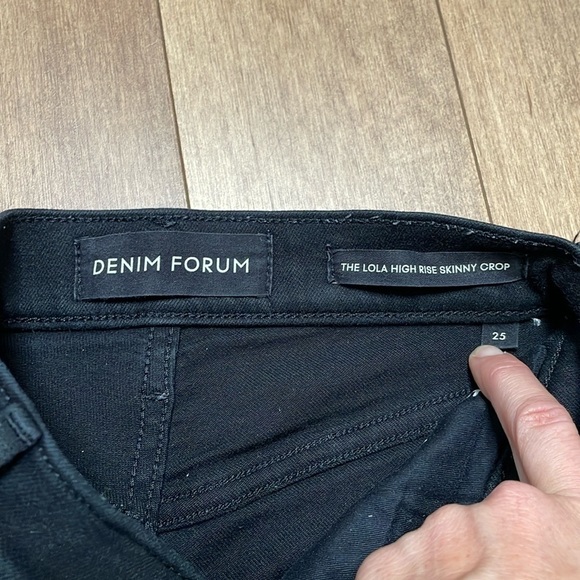 DENIM FORUM
THE LOLA HIGH RISE SKINNY CROP
25